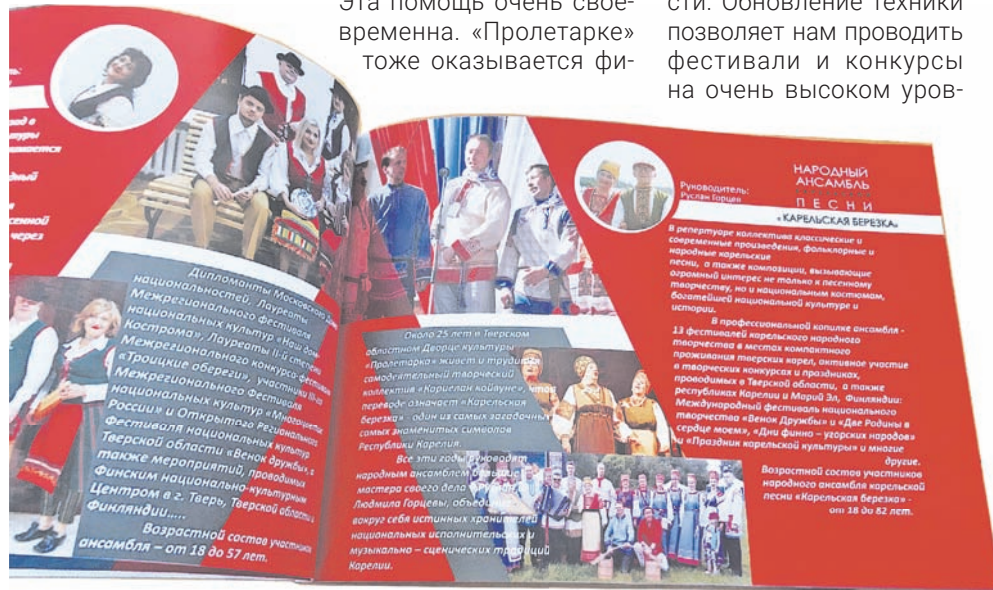 Эта помощь очень свое-
временна. «Пролетарке»
тоже оказывается фи-
сти. Обновление техники
позволяет нам проводить
фестивали и конкурсы
на очень высоком уров-
Дипломанты Московского Дома
национальностей, Лауреаты
Межрегионального фестиваля
национальных культур «Наш дом-
Кострома», Лауреаты II-й степени
Межрегионального конкурса-фестиваля
«Троицкие обереги», участники III-го
Межрегионального Фестиваля
национальных культур «Многоцветие
России» и Открытого Регионального
Фестиваля национальных культур
Тверской области «Венок дружбы», а
также мероприятий, проводимых
Финским национально-культурным
Центром в г. Тверь, Тверской области и
Финляндии.....
Возрастной состав участников
ансамбля – от 18 до 57 лет.
Около 25 лет в Тверском
областном Дворце культуры
«Пролетарка» живет и трудится
самодеятельный творческий
коллектив «Кариелан койвуне», что в
переводе означает «Карельская
березка» - один из самых загадочных и
самых знаменитых символов
Республики Карелия.
Все эти годы руководят
народным ансамблем большие
мастера своего дела - Руслан и
Людмила Горцевы, объединив
вокруг себя истинных хранителей
национальных исполнительских и
музыкально – сценических традиций
Карелии.
Руководитель:
Руслан Горцев
НАРОДНЫЙ
АНСАМБЛЬ
ПЕСНИ
«КАРЕЛЬСКАЯ БЕРЕЗКА»
В репертуаре коллектива классические и
современные произведения, фольклорные и
народные карельские
песни, а также композиции, вызывающие
огромный интерес не только к песенному
творчеству, но и национальным костюмам,
богатейшей национальной культуре и
истории.
В профессиональной копилке ансамбля -
13 фестивалей карельского народного
творчества в местах компактного
проживания тверских карел, активное участие
в творческих конкурсах и праздниках,
проводимых в Тверской области, а также
республиках Карелии и Марий Эл, Финляндии:
Международный фестиваль национального
творчества «Венок Дружбы» и «Две Родины в
сердце моем», «Дни финно – угорских народов»
и «Праздник карельской культуры» и многие
другие.
Возрастной состав участников
народного ансамбля карельской
песни «Карельская березка» -
от 18 до 82 лет.